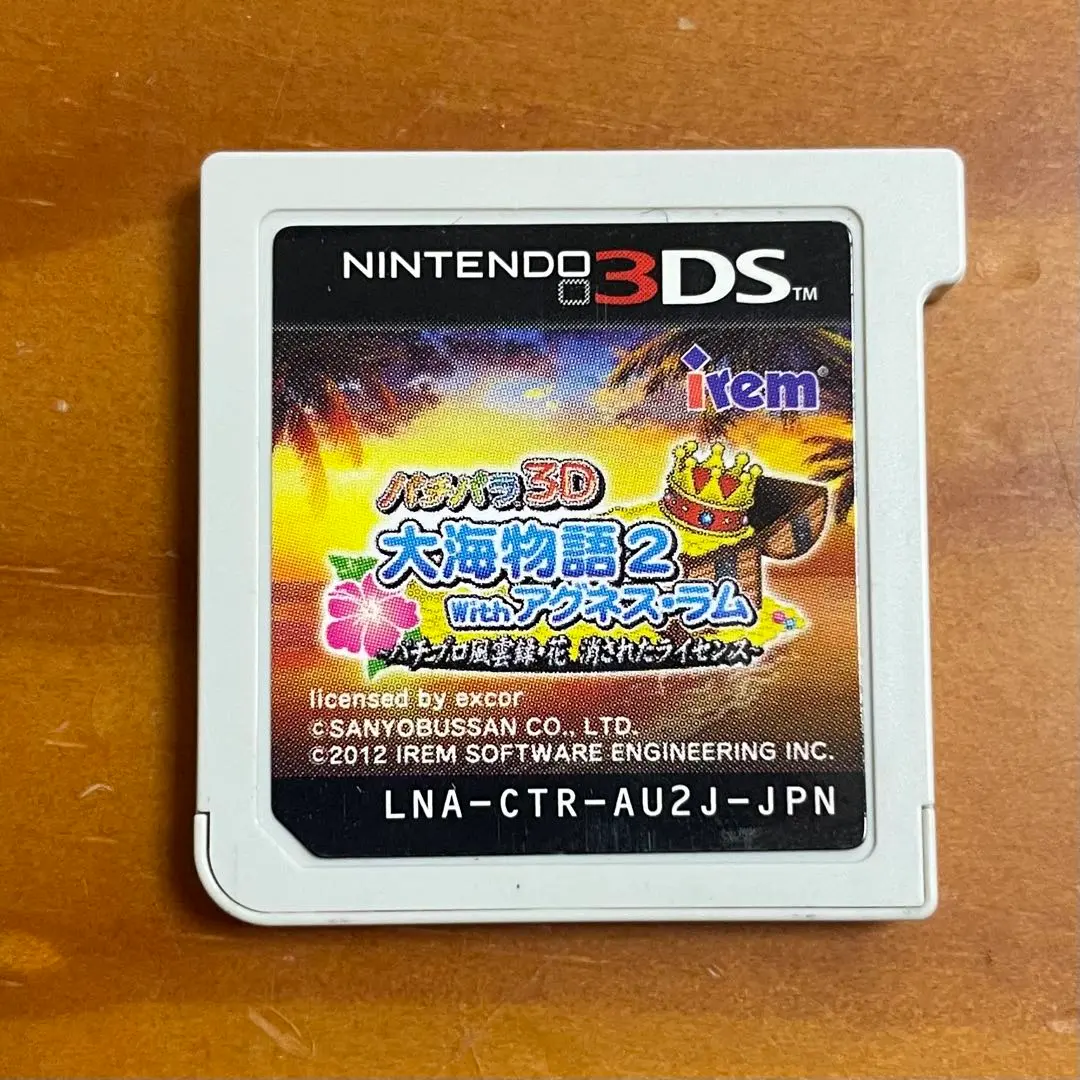 NINTENDO 3DS™
irem®
パチパラ3D
大海物語2
With アグネス・ラム
~パチプロ風雲録・花 消されたライセンス~
licensed by excor
©SANYOBUSSAN CO., LTD.
©2012 IREM SOFTWARE ENGINEERING INC.
LNA-CTR-AU2J-JPN